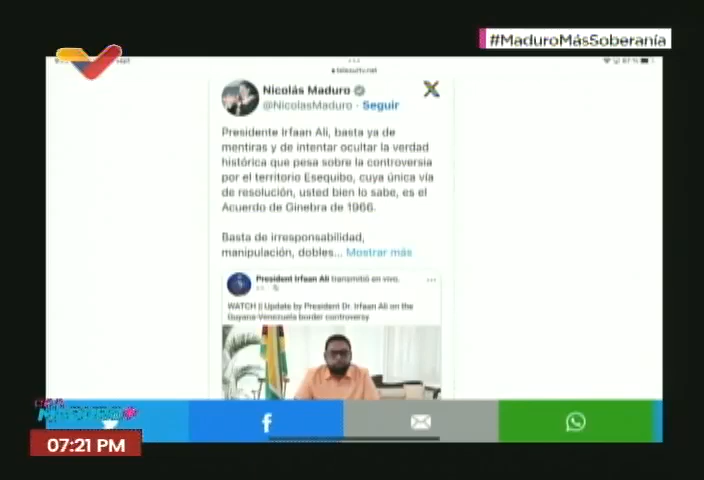 #MaduroMásSoberanía
telesurtv.net
Nicolás Maduro
@NicolasMaduro · Seguir
Presidente Irfaan Ali, basta ya de
mentiras y de intentar ocultar la verdad
histórica que pesa sobre la controversia
por el territorio Esequibo, cuya única vía
de resolución, usted bien lo sabe, es el
Acuerdo de Ginebra de 1966.
Basta de irresponsabilidad,
manipulación, dobles... Mostrar más
President Irfaan Ali transmitió en vivo.
WATCH || Update by President Dr. Irfaan Ali on the
Guyana-Venezuela border controversy
07:21 PM